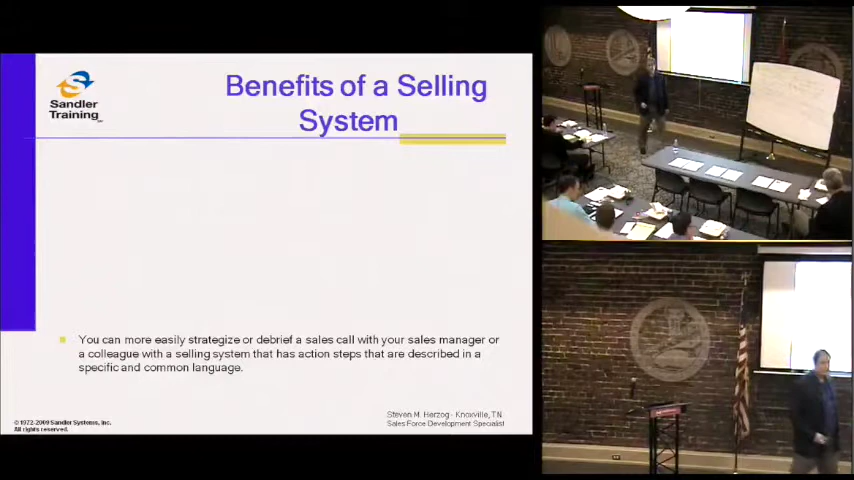 Sandler
Training
Benefits of a Selling
System
You can more easily strategize or debrief a sales call with your sales manager or
a colleague with a selling system that has action steps that are described in a
specific and common language.
Steven M. Herzog - Knoxville, TN
Sales Force Development Specialist
© 1972-2009 Sandler Systems, Inc.
All rights reserved.